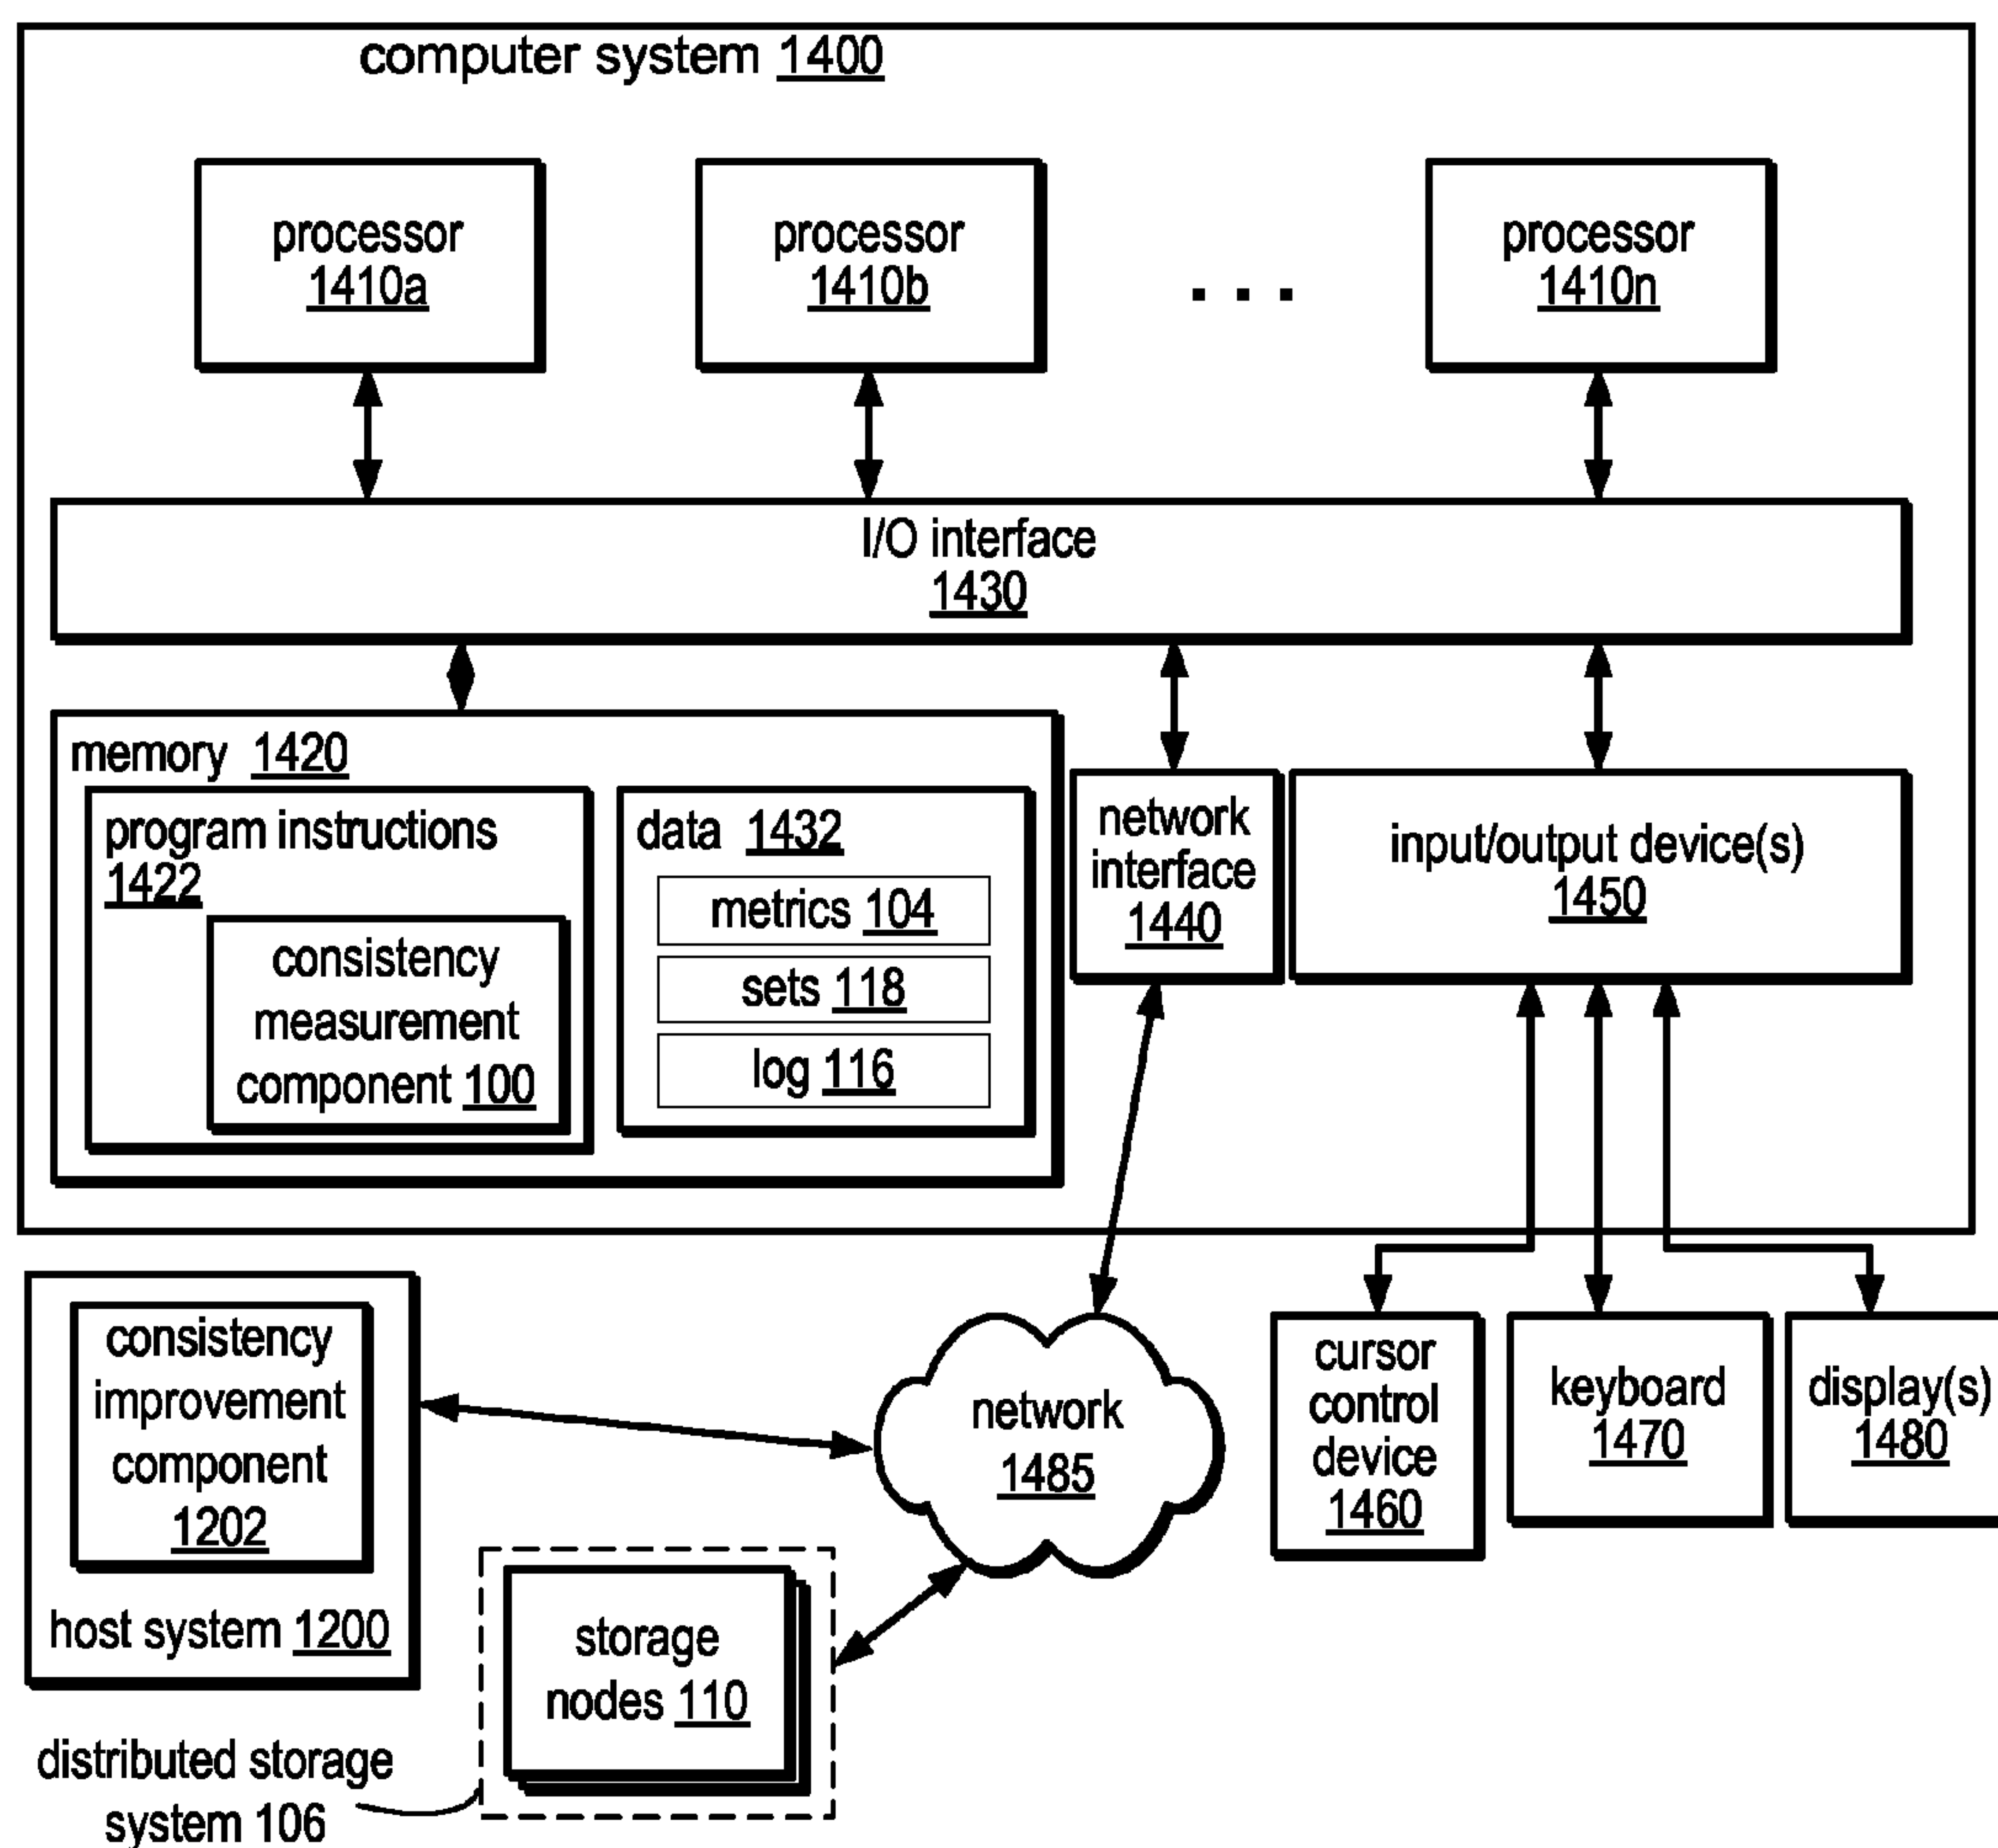 computer system 1400
processor
1410a
processor
1410b
. . .
processor
1410n
I/O interface
1430
memory 1420
program instructions
1422
consistency
measurement
component 100
data 1432
metrics 104
sets 118
log 116
network
interface
1440
input/output device(s)
1450
consistency
improvement
component
1202
host system 1200
network
1485
cursor
control
device
1460
keyboard
1470
display(s)
1480
storage
nodes 110
distributed storage
system 106